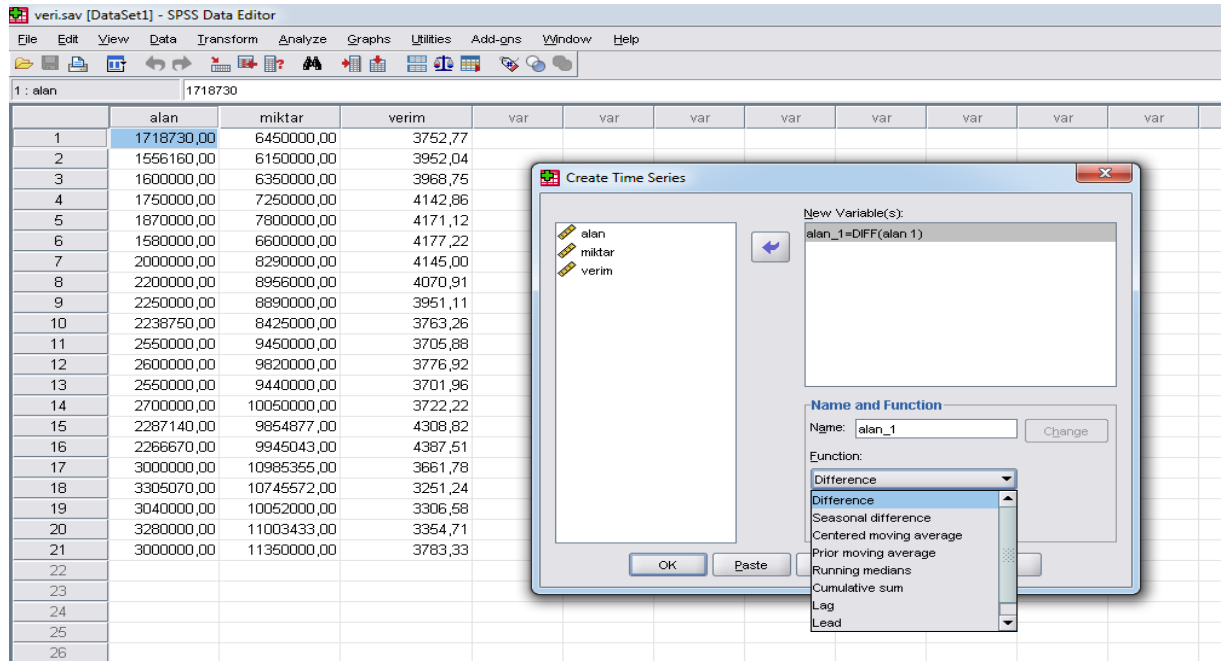 veri.sav [DataSet1] - SPSS Data Editor
File Edit View Data Transform Analyze Graphs Utilities Add-ons Window Help
1 : alan 1718730
alan miktar verim var var var var var var var var
1 1718730,00 6450000,00 3752,77
2 1556160,00 6150000,00 3952,04
3 1600000,00 6350000,00 3968,75
4 1750000,00 7250000,00 4142,86
5 1870000,00 7800000,00 4171,12
6 1580000,00 6600000,00 4177,22
7 2000000,00 8290000,00 4145,00
8 2200000,00 8956000,00 4070,91
9 2250000,00 8890000,00 3951,11
10 2238750,00 8425000,00 3763,26
11 2550000,00 9450000,00 3705,88
12 2600000,00 9820000,00 3776,92
13 2550000,00 9440000,00 3701,96
14 2700000,00 10050000,00 3722,22
15 2287140,00 9854877,00 4308,82
16 2266670,00 9945043,00 4387,51
17 3000000,00 10985355,00 3661,78
18 3305070,00 10745572,00 3251,24
19 3040000,00 10052000,00 3306,58
20 3280000,00 11003433,00 3354,71
21 3000000,00 11350000,00 3783,33
22
23
24
25
26
Create Time Series
alan
miktar
verim
New Variable(s):
alan_1=DIFF(alan 1)
Name and Function
Name: alan_1 Change
Function:
Difference
Difference
Seasonal difference
Centered moving average
Prior moving average
Running medians
Cumulative sum
Lag
Lead
OK Paste